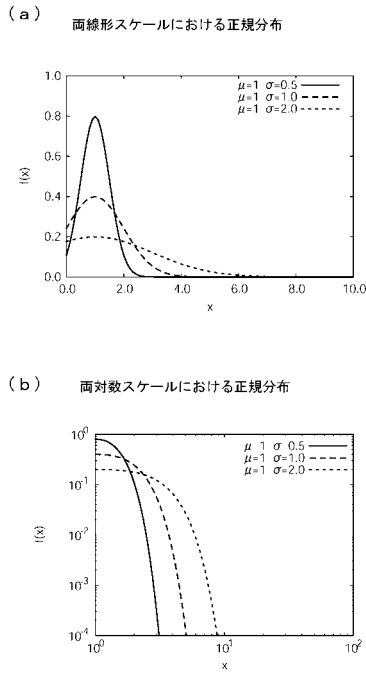 (a) 両線形スケールにおける正規分布
μ=1 σ=0.5
μ=1 σ=1.0
μ=1 σ=2.0
1.0
0.8
0.6
0.4
0.2
0.0
f(x)
0.0 2.0 4.0 6.0 8.0 10.0
x
(b) 両対数スケールにおける正規分布
μ 1 σ 0.5
μ=1 σ=1.0
μ=1 σ=2.0
10⁰
10⁻¹
10⁻²
10⁻³
10⁻⁴
f(x)
10⁰ 10¹ 10²
x